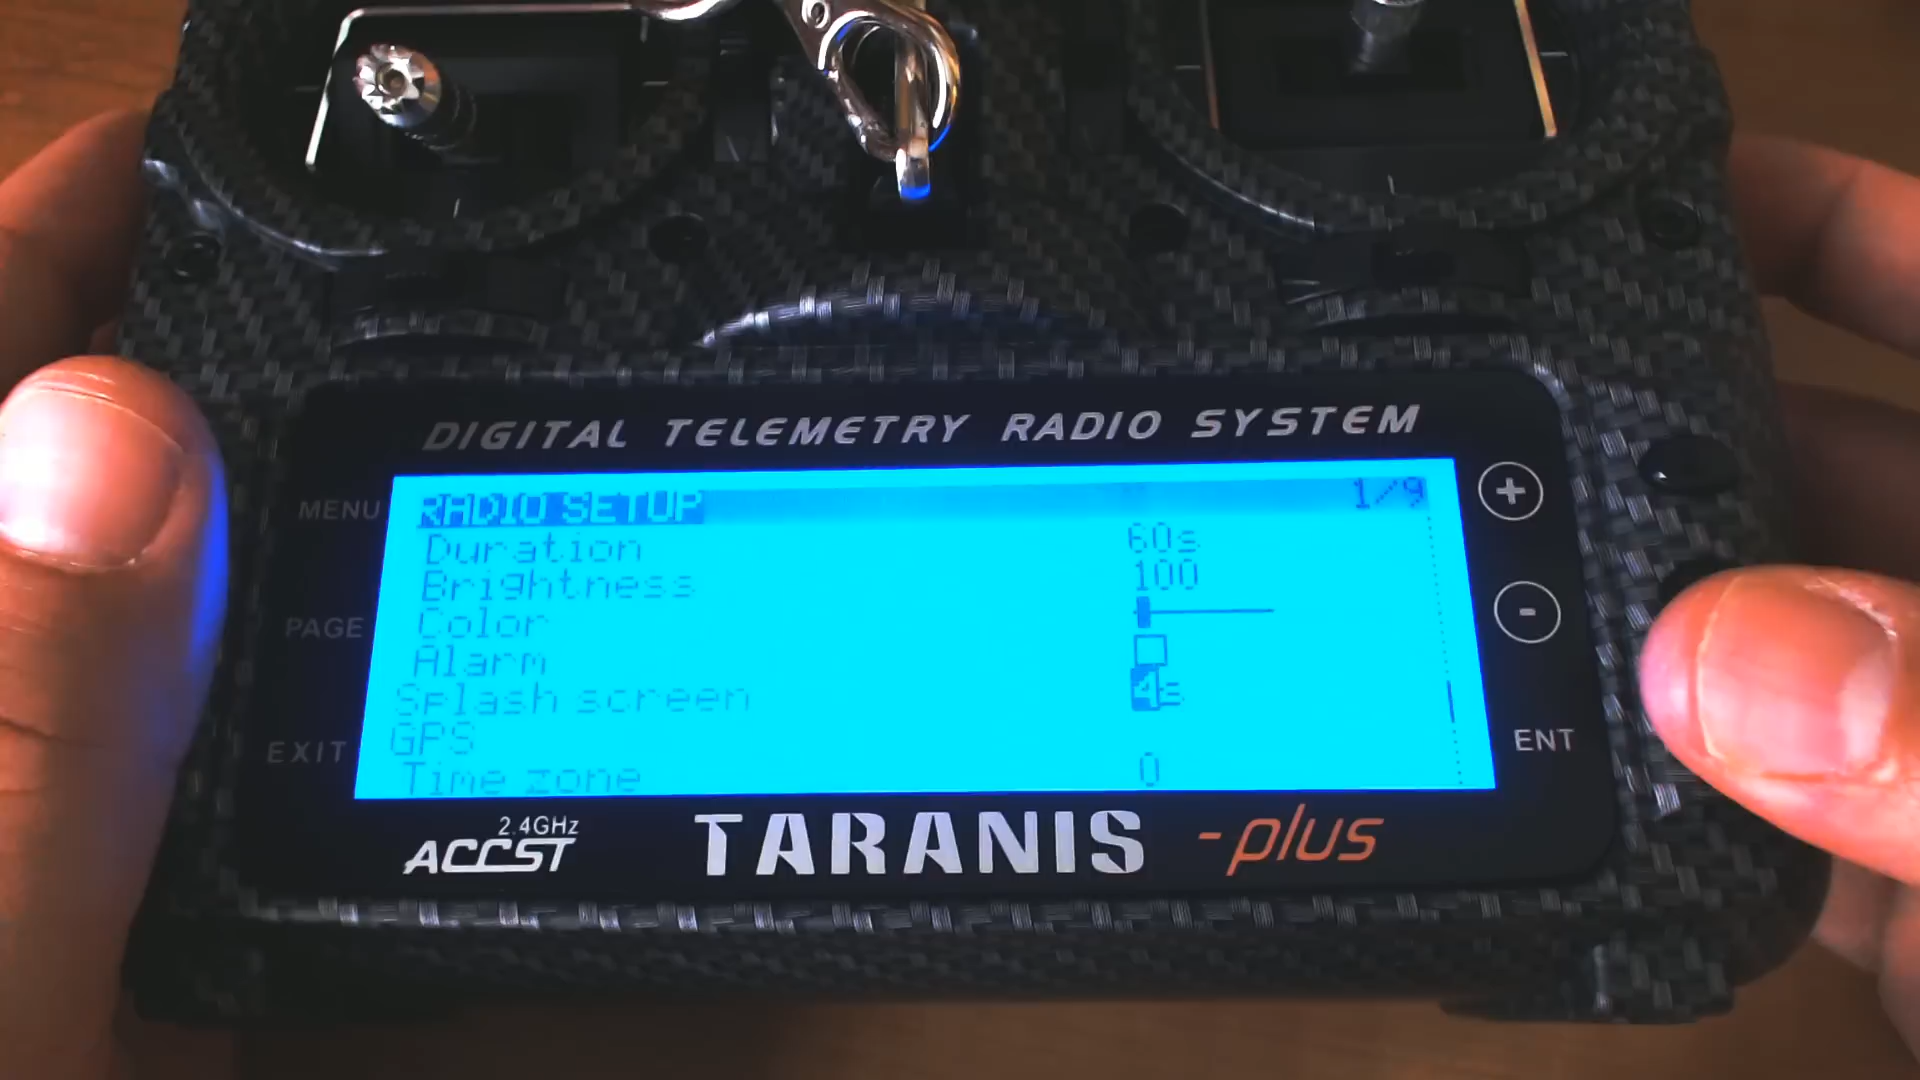 DIGITAL TELEMETRY RADIO SYSTEM
MENU
PAGE
EXIT
RADIO SETUP 1/9
Duration 60s
Brightness 100
Color
Alarm
Splash screen 4s
GPS
Time zone 0
+
-
ENT
2.4GHz
ACCST
TARANIS -plus